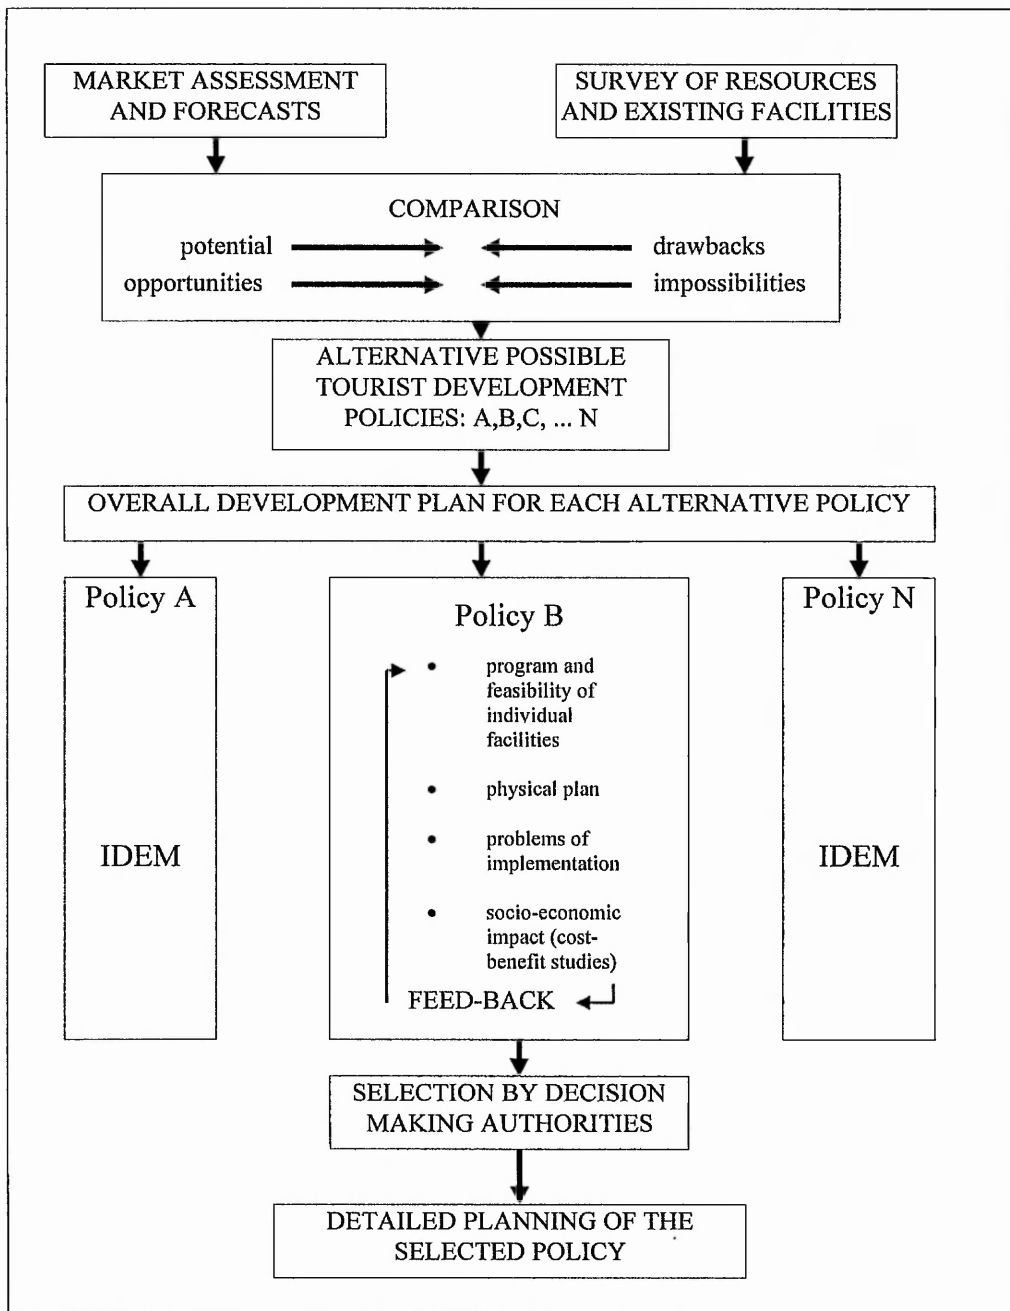 MARKET ASSESSMENT
AND FORECASTS
SURVEY OF RESOURCES
AND EXISTING FACILITIES
COMPARISON
potential
drawbacks
opportunities
impossibilities
ALTERNATIVE POSSIBLE
TOURIST DEVELOPMENT
POLICIES: A,B,C, ... N
OVERALL DEVELOPMENT PLAN FOR EACH ALTERNATIVE POLICY
Policy A
IDEM
Policy B
• program and
feasibility of
individual
facilities
• physical plan
• problems of
implementation
• socio-economic
impact (cost-
benefit studies)
FEED-BACK
Policy N
IDEM
SELECTION BY DECISION
MAKING AUTHORITIES
DETAILED PLANNING OF THE
SELECTED POLICY